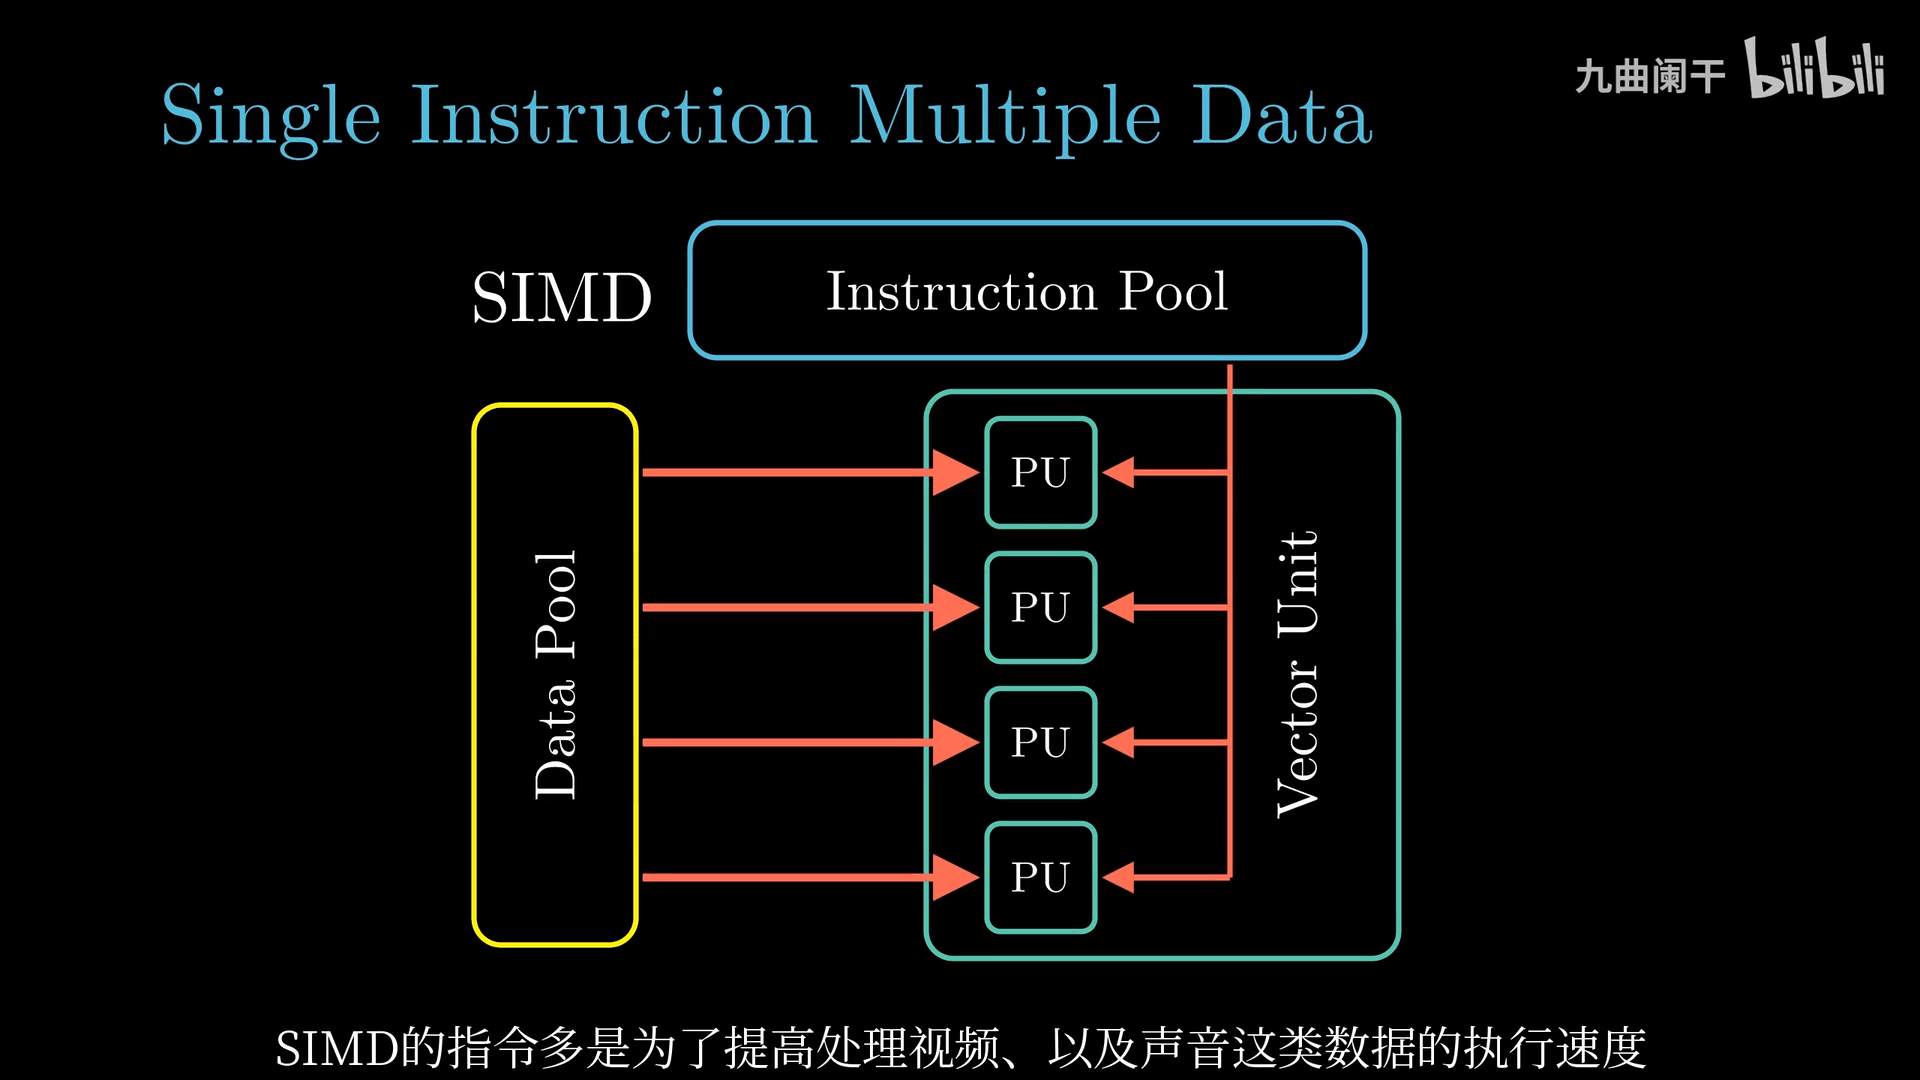 九曲阑干 bilibili
Single Instruction Multiple Data
SIMD
Instruction Pool
Data Pool
PU
PU
PU
PU
Vector Unit
SIMD的指令多是为了提高处理视频、以及声音这类数据的执行速度